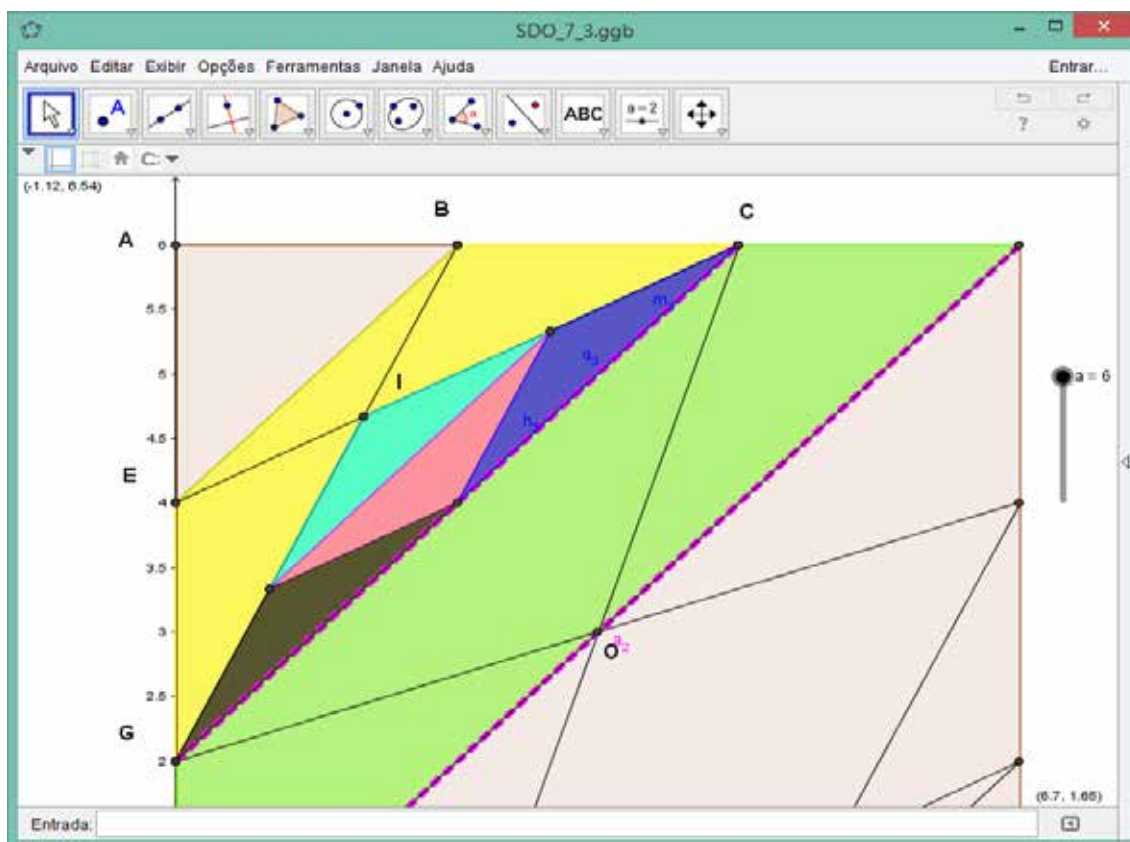 SDO_7_3.ggb
Arquivo Editar Exibir Opções Ferramentas Janela Ajuda Entrar...
A ABC a=2 ?
(-1.12, 6.54)
B C
A 6
5.5
m
5 a = 6
I
h
4.5
E
4
3.5
3
O a₂
2.5
G
2
(6.7, 1.65)
Entrada: